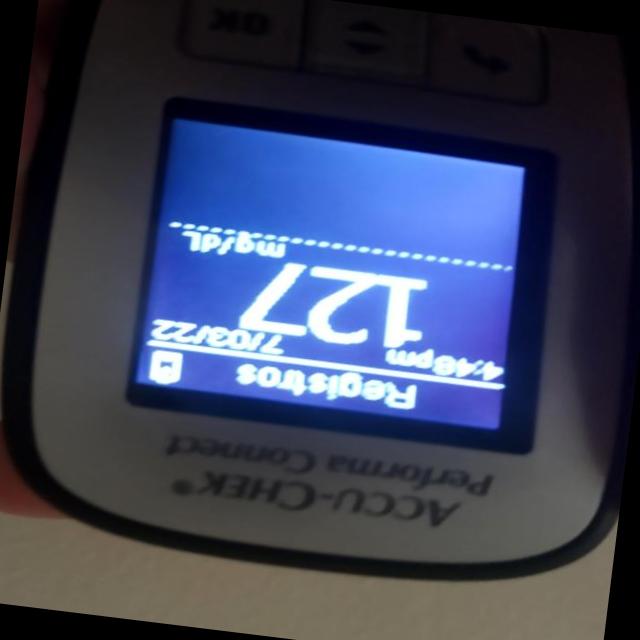 ACCU-CHEK®
Performa Connect
Registros
4:48pm 7/03/22
127
mg/dL
OK